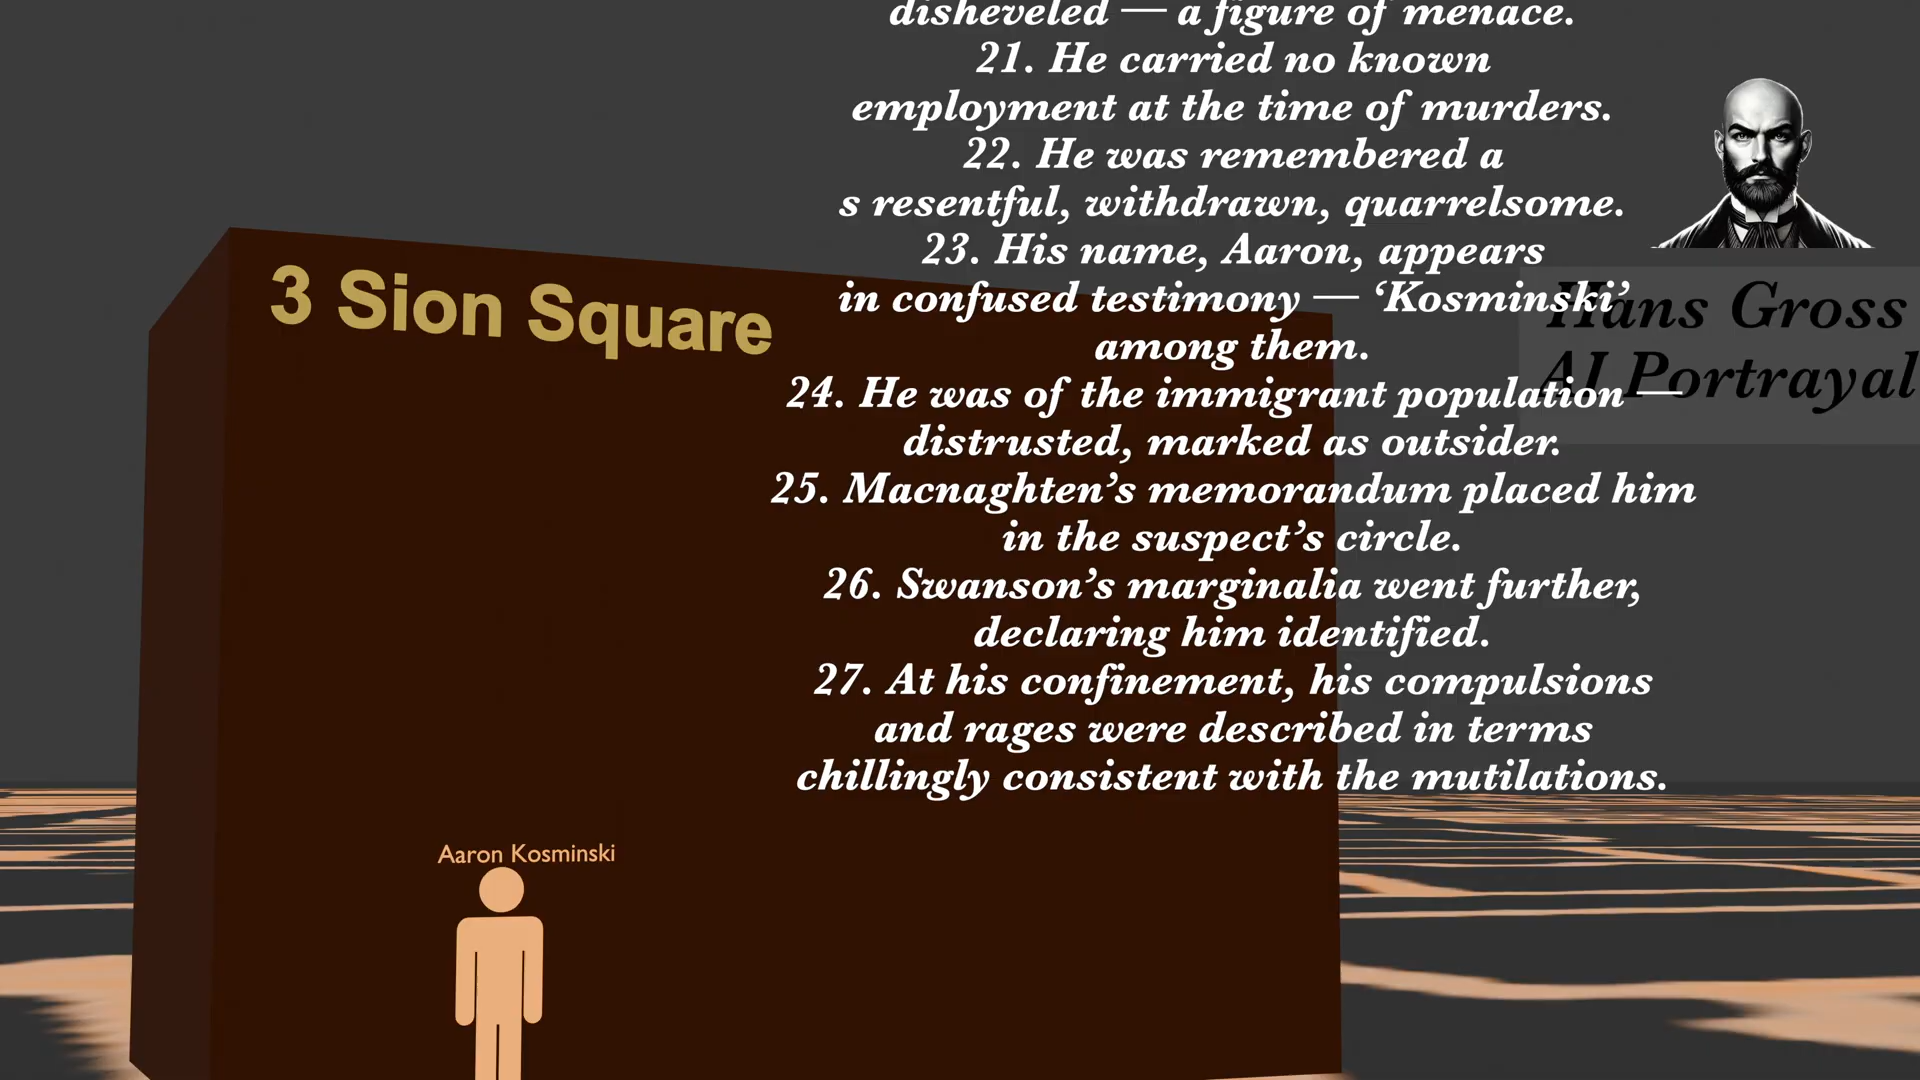 disheveled — a figure of menace.
21. He carried no known
employment at the time of murders.
22. He was remembered a
s resentful, withdrawn, quarrelsome.
23. His name, Aaron, appears
in confused testimony — ‘Kosminski’
among them.
24. He was of the immigrant population —
distrusted, marked as outsider.
25. Macnaghten’s memorandum placed him
in the suspect’s circle.
26. Swanson’s marginalia went further,
declaring him identified.
27. At his confinement, his compulsions
and rages were described in terms
chillingly consistent with the mutilations.
3 Sion Square
Hans Gross
AI Portrayal
Aaron Kosminski